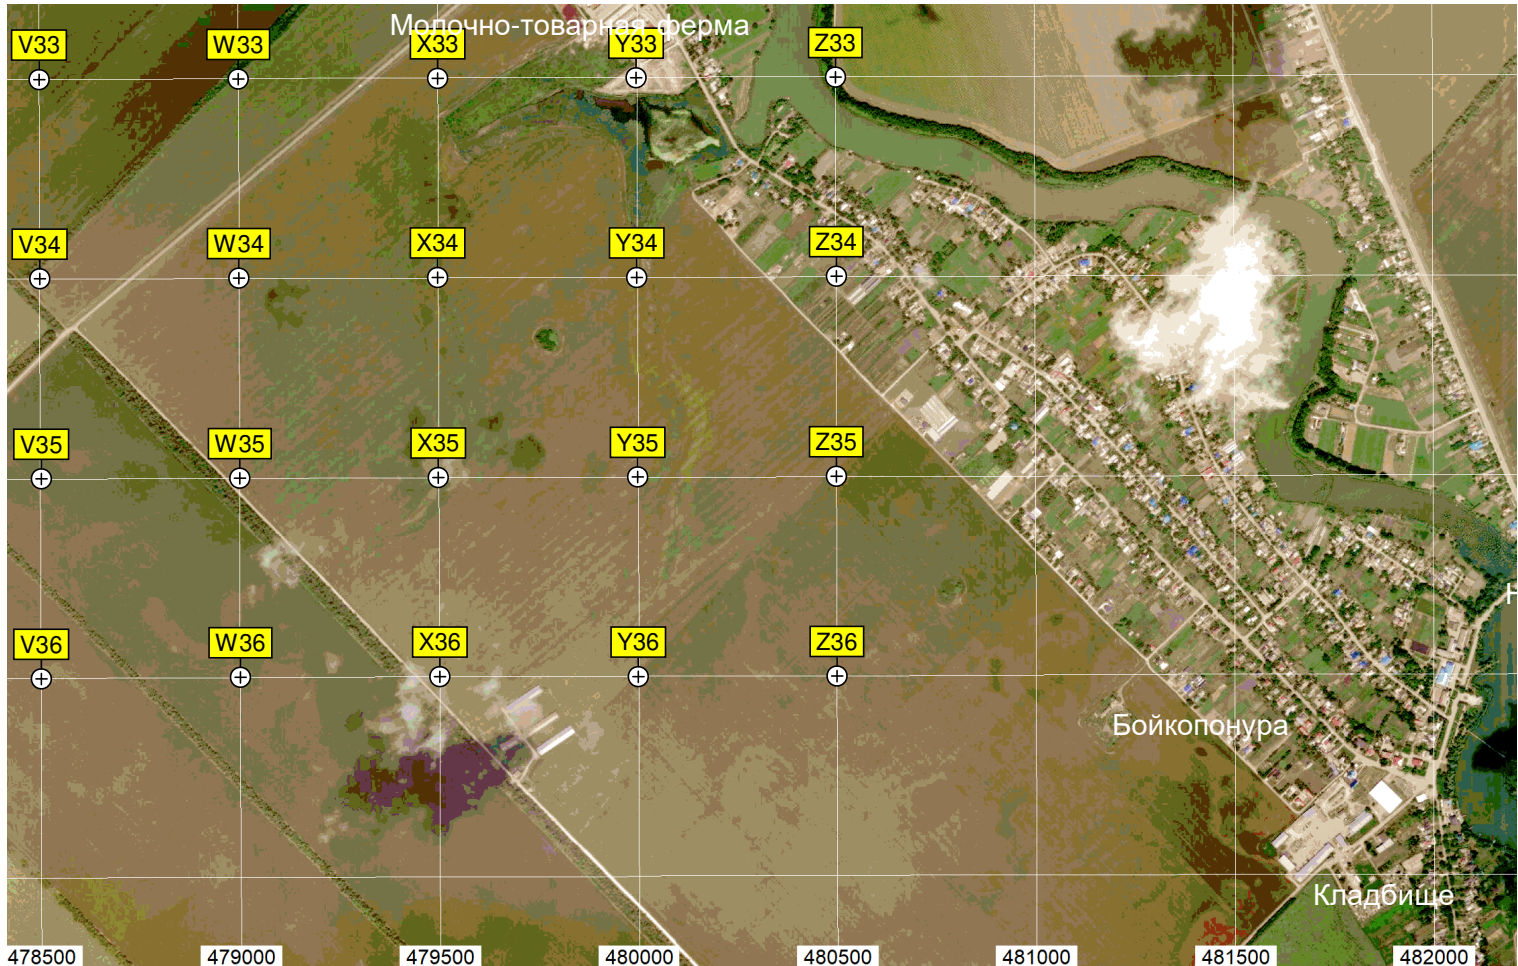 Молочно-товарная ферма
V33 W33 X33 Y33 Z33
V34 W34 X34 Y34 Z34
V35 W35 X35 Y35 Z35
Н
V36 W36 X36 Y36 Z36
Бойкопонура
Кладбище
478500 479000 479500 480000 480500 481000 481500 482000